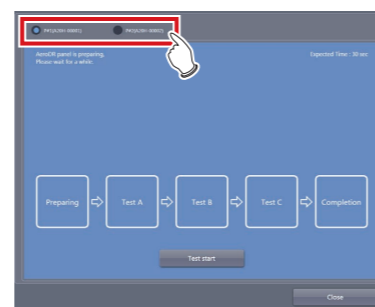 AeroDR panel is preparing.
Please wait for a while.
Expected Time : 30 sec
Preparing
Test A
Test B
Test C
Completion
Test start
Close